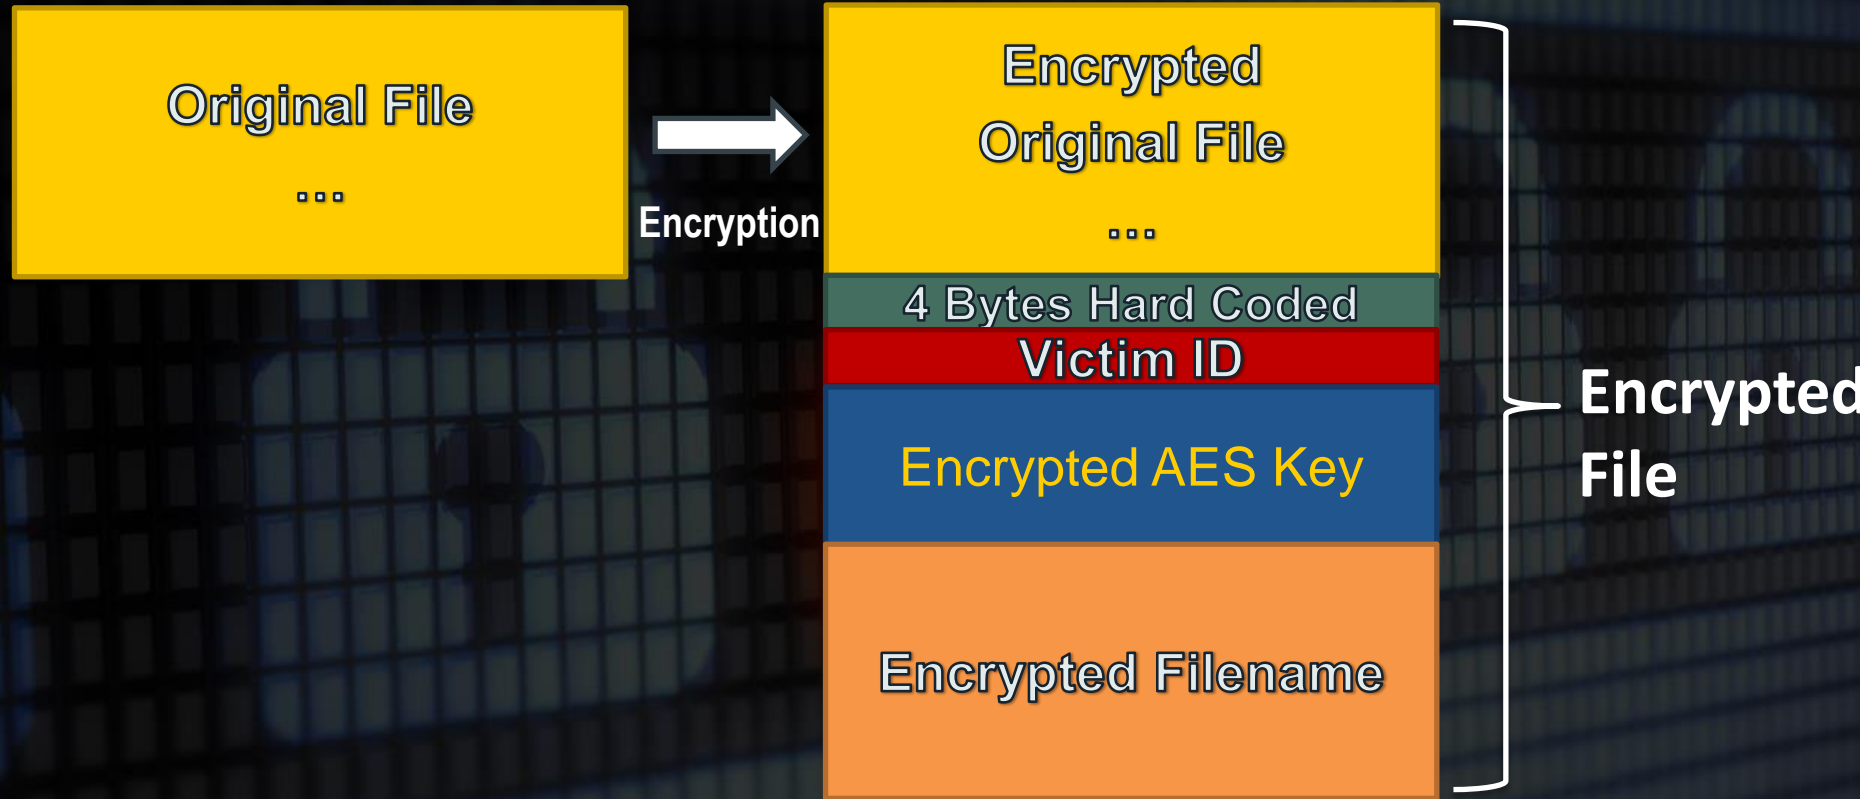 Original File
...
Encryption
Encrypted
Original File
...
4 Bytes Hard Coded
Victim ID
Encrypted AES Key
Encrypted Filename
Encrypted
File